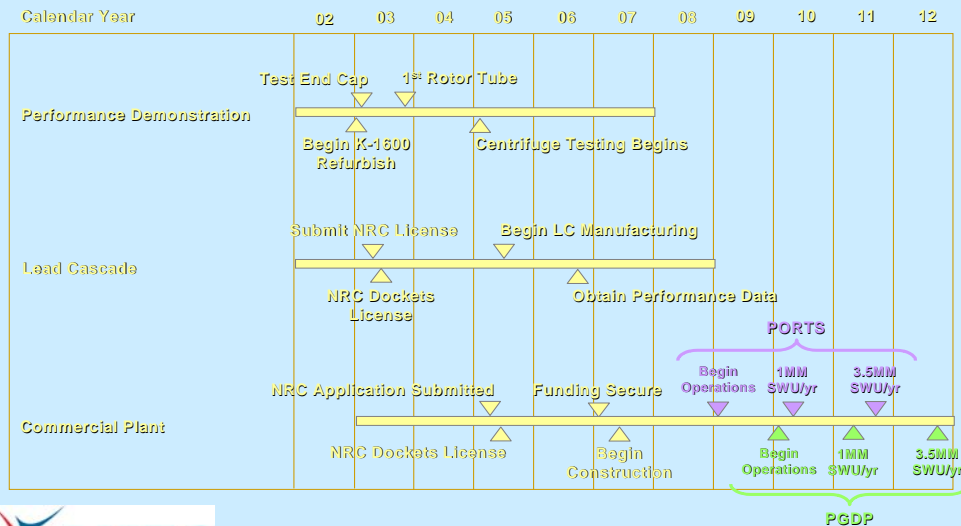 Calendar Year 02 03 04 05 06 07 08 09 10 11 12
Test End Cap 1st Rotor Tube
Performance Demonstration
Begin K-1600
Refurbish
Centrifuge Testing Begins
Submit NRC License Begin LC Manufacturing
Lead Cascade
NRC Dockets
License
Obtain Performance Data
PORTS
Begin
Operations
1MM
SWU/yr
3.5MM
SWU/yr
NRC Application Submitted Funding Secure
Commercial Plant
NRC Dockets License
Begin
Construction
Begin
Operations
1MM
SWU/yr
3.5MM
SWU/yr
PGDP